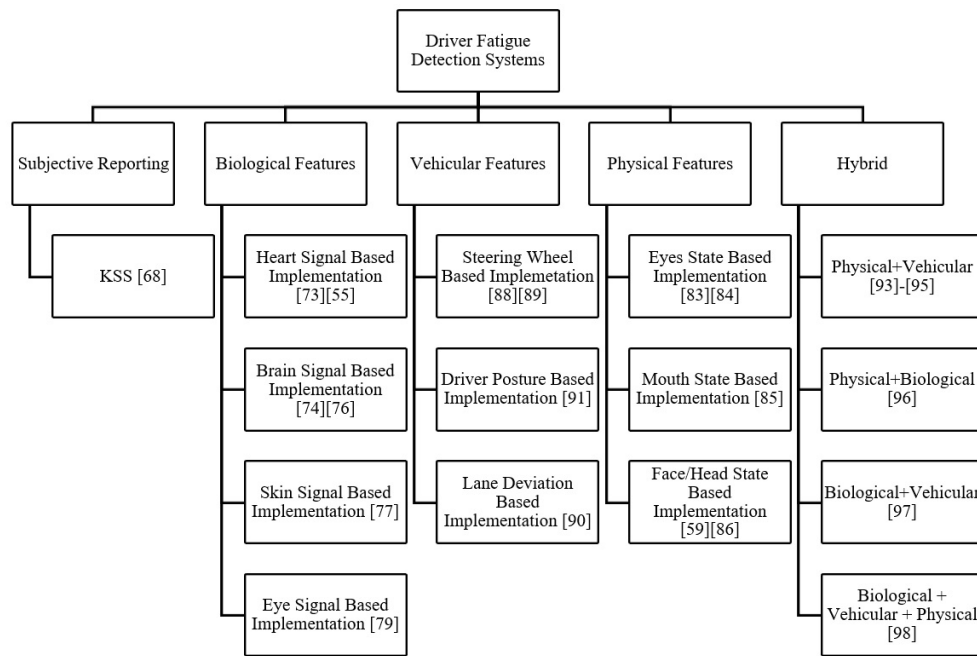 Driver Fatigue
Detection Systems
Subjective Reporting
Biological Features
Vehicular Features
Physical Features
Hybrid
KSS [68]
Heart Signal Based
Implementation
[73][55]
Brain Signal Based
Implementation
[74][76]
Skin Signal Based
Implementation [77]
Eye Signal Based
Implementation [79]
Steering Wheel
Based Implemetation
[88][89]
Driver Posture Based
Implementation [91]
Lane Deviation
Based
Implementation [90]
Eyes State Based
Implementation
[83][84]
Mouth State Based
Implementation [85]
Face/Head State
Based
Implementation
[59][86]
Physical+Vehicular
[93]-[95]
Physical+Biological
[96]
Biological+Vehicular
[97]
Biological +
Vehicular + Physical
[98]